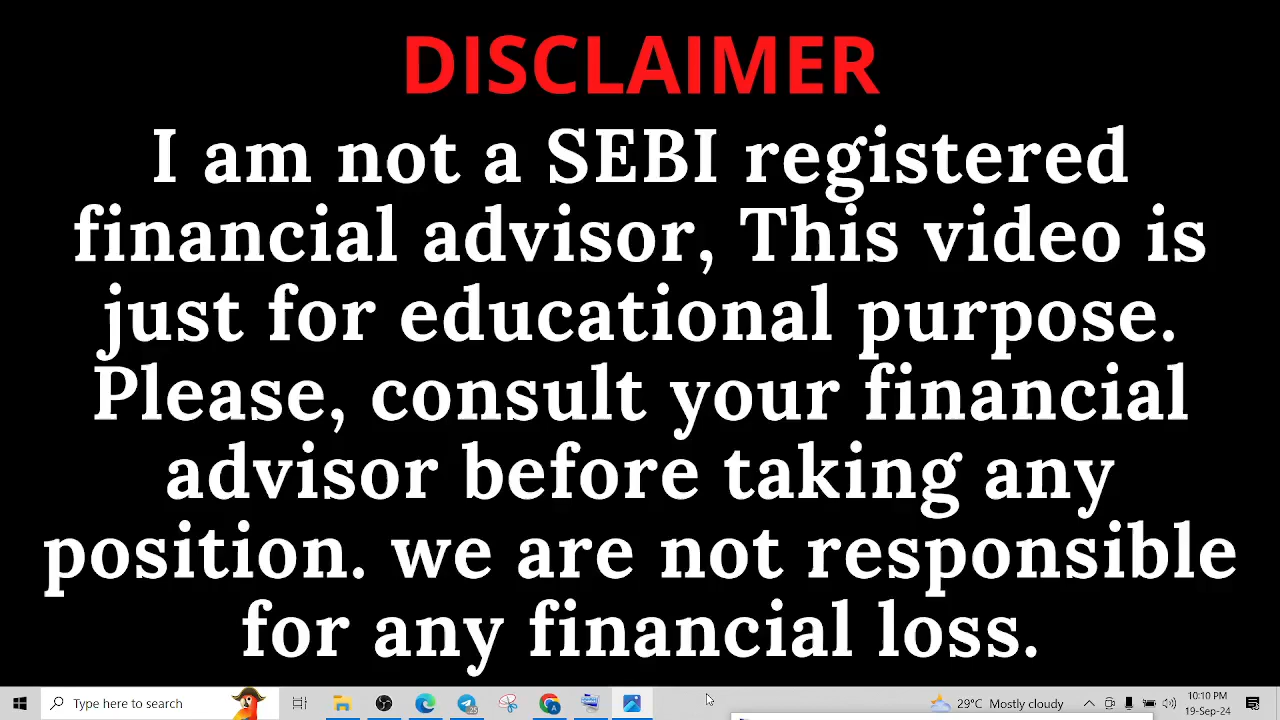 DISCLAIMER
I am not a SEBI registered
financial advisor, This video is
just for educational purpose.
Please, consult your financial
advisor before taking any
position. we are not responsible
for any financial loss.
Type here to search
29°C Mostly cloudy
10:10 PM
19-Sep-24